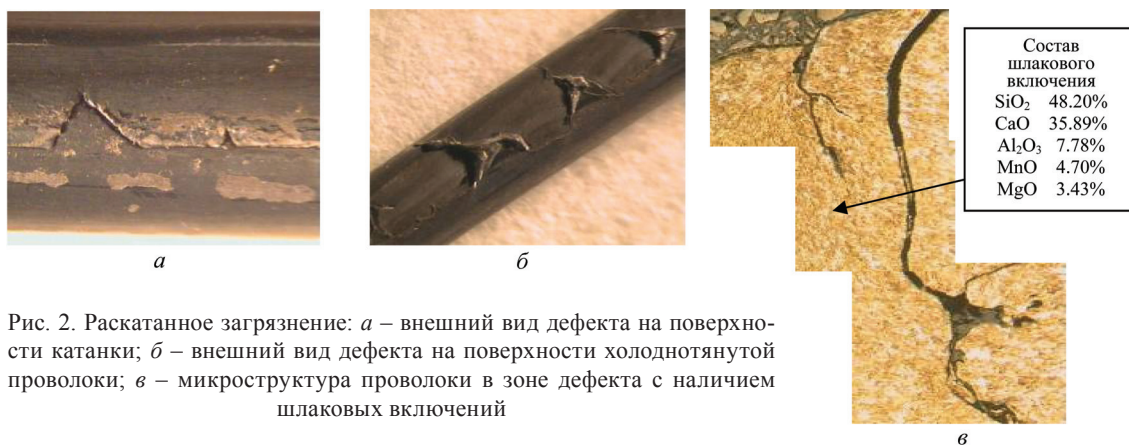 Состав
шлакового
включения
SiO₂ 48.20%
CaO 35.89%
Al₂O₃ 7.78%
MnO 4.70%
MgO 3.43%
а
б
в
Рис. 2. Раскатанное загрязнение: а – внешний вид дефекта на поверхно-
сти катанки; б – внешний вид дефекта на поверхности холоднотянутой
проволоки; в – микроструктура проволоки в зоне дефекта с наличием
шлаковых включений